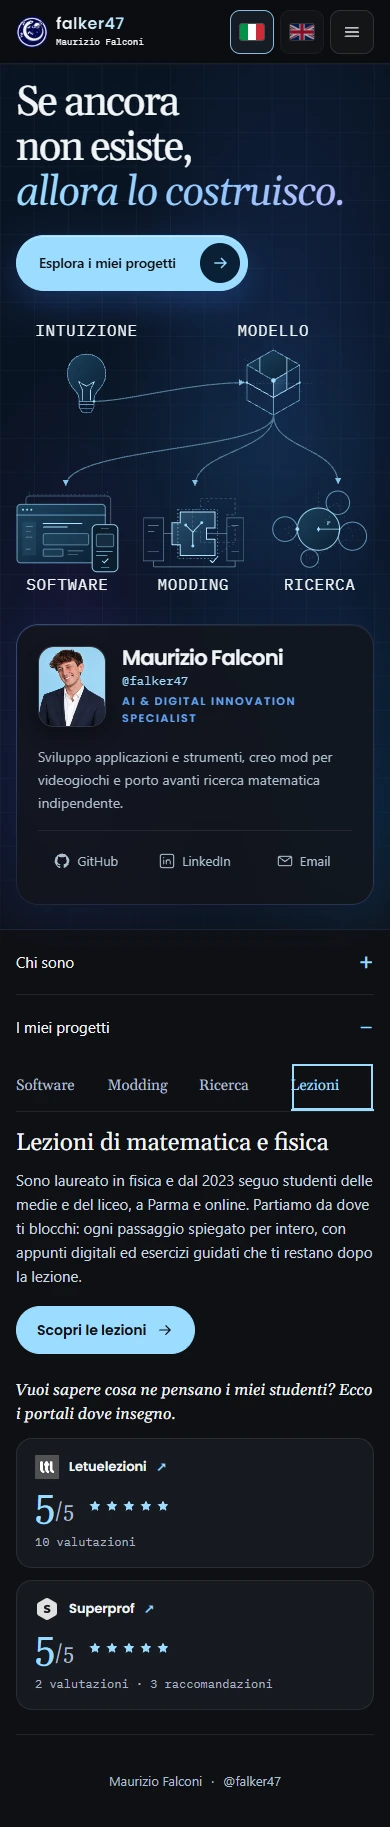 falker47
Maurizio Falconi
Se ancora
non esiste,
allora lo costruisco.
Esplora i miei progetti
INTUIZIONE
MODELLO
SOFTWARE
MODDING
RICERCA
Maurizio Falconi
@falker47
AI & DIGITAL INNOVATION
SPECIALIST
Sviluppo applicazioni e strumenti, creo mod per
videogiochi e porto avanti ricerca matematica
indipendente.
GitHub
LinkedIn
Email
Chi sono
I miei progetti
Software
Modding
Ricerca
Lezioni
Lezioni di matematica e fisica
Sono laureato in fisica e dal 2023 seguo studenti delle
medie e del liceo, a Parma e online. Partiamo da dove
ti blocchi: ogni passaggio spiegato per intero, con
appunti digitali ed esercizi guidati che ti restano dopo
la lezione.
Scopri le lezioni →
Vuoi sapere cosa ne pensano i miei studenti? Ecco
i portali dove insegno.
Letuelezioni ↗
5/5 ★★★★★
10 valutazioni
S Superprof ↗
5/5 ★★★★★
2 valutazioni · 3 raccomandazioni
Maurizio Falconi · @falker47